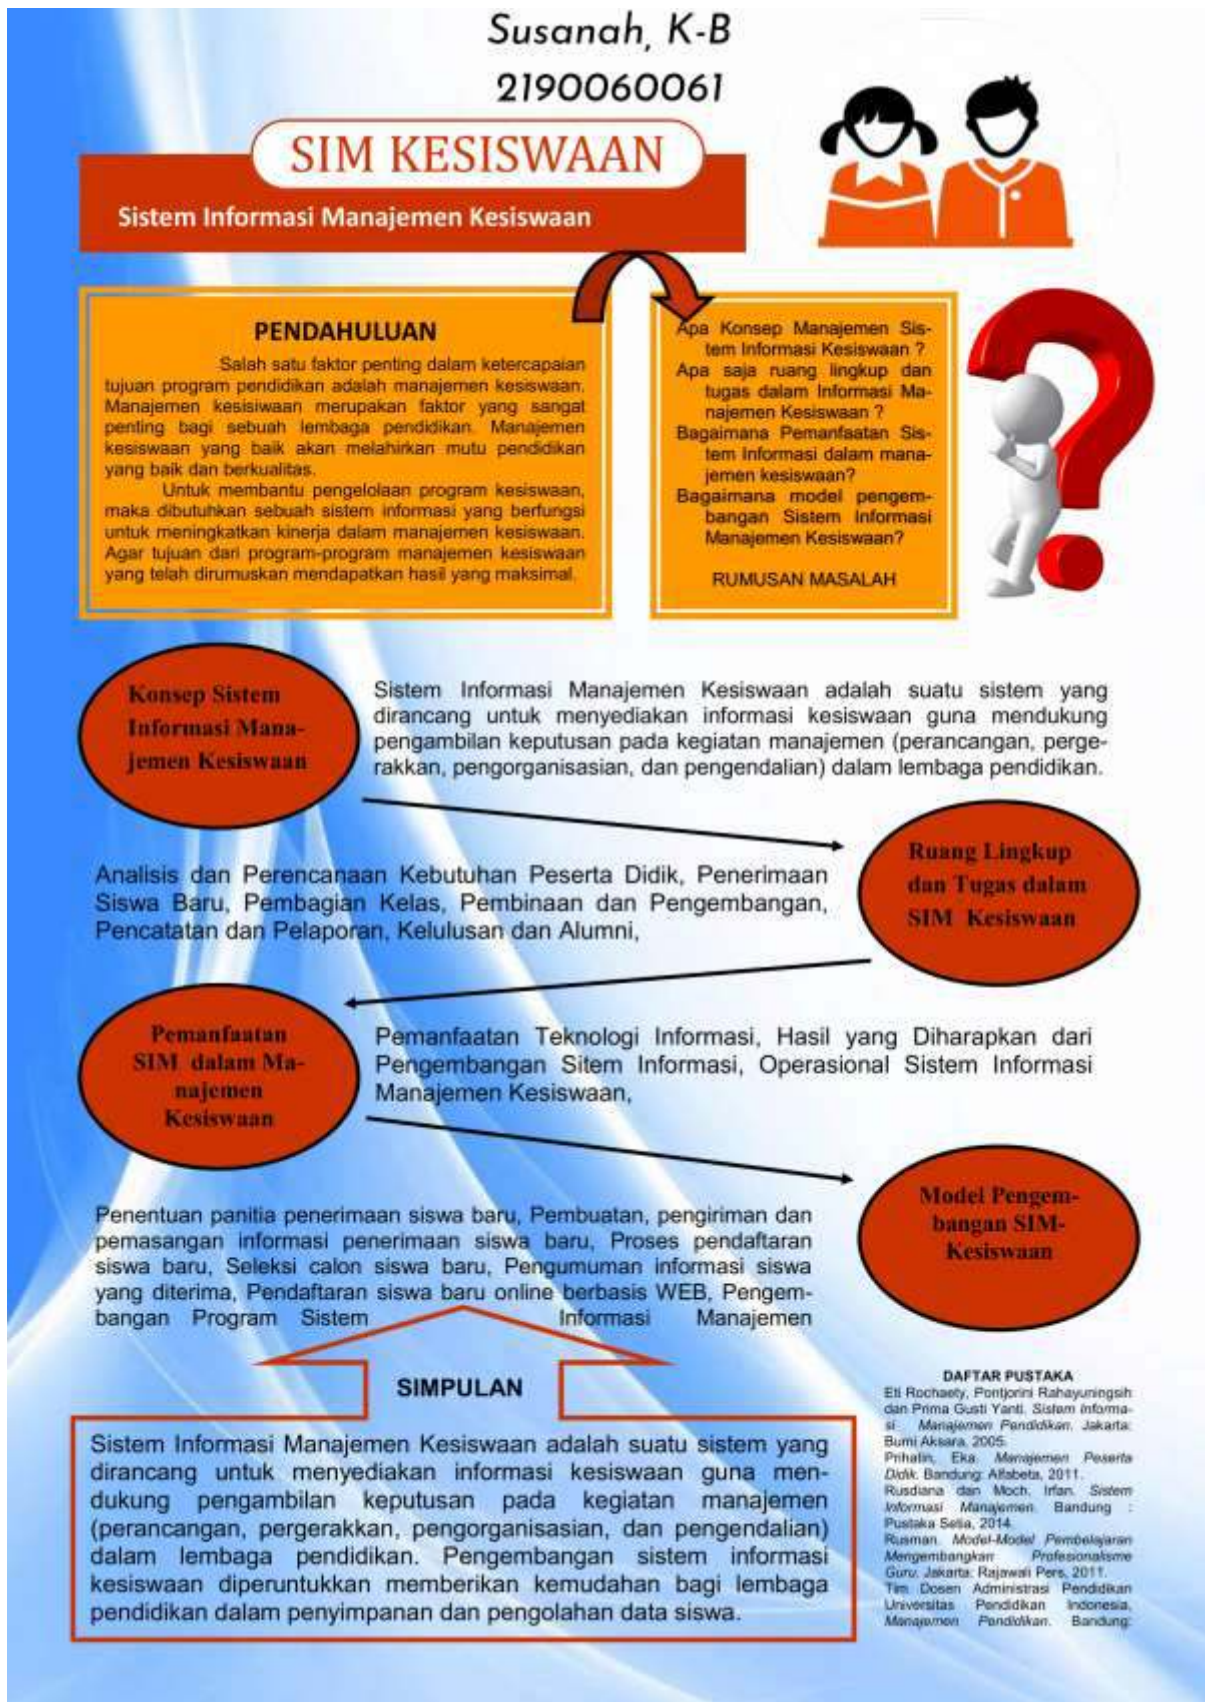 Susanah, K-B
2190060061
SIM KESISWAAN
Sistem Informasi Manajemen Kesiswaan
PENDAHULUAN
Salah satu faktor penting dalam ketercapaian
tujuan program pendidikan adalah manajemen kesiswaan.
Manajemen kesisiwaan merupakan faktor yang sangat
penting bagi sebuah lembaga pendidikan. Manajemen
kesiswaan yang baik akan melahirkan mutu pendidikan
yang baik dan berkualitas.
Untuk membantu pengelolaan program kesiswaan,
maka dibutuhkan sebuah sistem informasi yang berfungsi
untuk meningkatkan kinerja dalam manajemen kesiswaan.
Agar tujuan dari program-program manajemen kesiswaan
yang telah dirumuskan mendapatkan hasil yang maksimal.
Apa Konsep Manajemen Sis-
tem Informasi Kesiswaan ?
Apa saja ruang lingkup dan
tugas dalam Informasi Ma-
najemen Kesiswaan ?
Bagaimana Pemanfaatan Sis-
tem Informasi dalam mana-
jemen kesiswaan?
Bagaimana model pengem-
bangan Sistem Informasi
Manajemen Kesiswaan?
RUMUSAN MASALAH
Konsep Sistem
Informasi Mana-
jemen Kesiswaan
Sistem Informasi Manajemen Kesiswaan adalah suatu sistem yang
dirancang untuk menyediakan informasi kesiswaan guna mendukung
pengambilan keputusan pada kegiatan manajemen (perancangan, perge-
rakkan, pengorganisasian, dan pengendalian) dalam lembaga pendidikan.
Ruang Lingkup
dan Tugas dalam
SIM Kesiswaan
Analisis dan Perencanaan Kebutuhan Peserta Didik, Penerimaan
Siswa Baru, Pembagian Kelas, Pembinaan dan Pengembangan,
Pencatatan dan Pelaporan, Kelulusan dan Alumni,
Pemanfaatan
SIM dalam Ma-
najemen
Kesiswaan
Pemanfaatan Teknologi Informasi, Hasil yang Diharapkan dari
Pengembangan Sitem Informasi, Operasional Sistem Informasi
Manajemen Kesiswaan,
Model Pengem-
bangan SIM-
Kesiswaan
Penentuan panitia penerimaan siswa baru, Pembuatan, pengiriman dan
pemasangan informasi penerimaan siswa baru, Proses pendaftaran
siswa baru, Seleksi calon siswa baru, Pengumuman informasi siswa
yang diterima, Pendaftaran siswa baru online berbasis WEB, Pengem-
bangan Program Sistem Informasi Manajemen
SIMPULAN
Sistem Informasi Manajemen Kesiswaan adalah suatu sistem yang
dirancang untuk menyediakan informasi kesiswaan guna men-
dukung pengambilan keputusan pada kegiatan manajemen
(perancangan, pergerakkan, pengorganisasian, dan pengendalian)
dalam lembaga pendidikan. Pengembangan sistem informasi
kesiswaan diperuntukkan memberikan kemudahan bagi lembaga
pendidikan dalam penyimpanan dan pengolahan data siswa.
DAFTAR PUSTAKA
Eti Rochaety, Pontjorini Rahayuningsih
dan Prima Gusti Yanti. Sistem Informa-
si Manajemen Pendidikan. Jakarta:
Bumi Aksara, 2005.
Prihatin, Eka. Manajemen Peserta
Didik. Bandung: Alfabeta, 2011.
Rusdiana dan Moch. Irfan. Sistem
Informasi Manajemen. Bandung :
Pustaka Setia, 2014.
Rusman. Model-Model Pembelajaran
Mengembangkan Profesionalisme
Guru. Jakarta: Rajawali Pers, 2011.
Tim Dosen Administrasi Pendidikan
Universitas Pendidikan Indonesia.
Manajemen Pendidikan. Bandung: